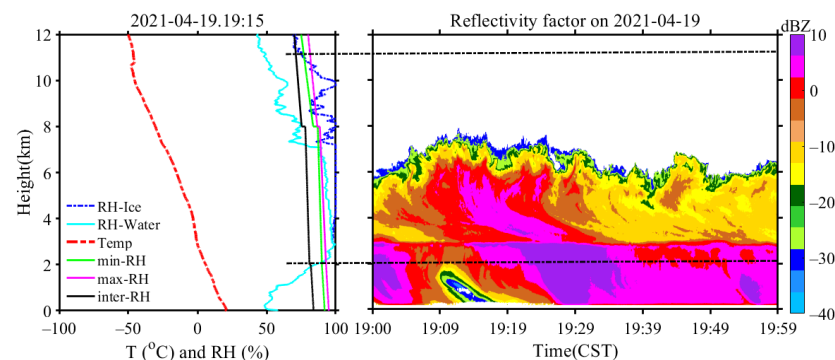 2021-04-19.19:15
Reflectivity factor on 2021-04-19
dBZ
12
10
8
6
4
2
0
Height(km)
RH-Ice
RH-Water
Temp
min-RH
max-RH
inter-RH
10
0
−10
−20
−30
−40
−100
−50
0
50
100
19:00
19:09
19:19
19:29
19:39
19:49
19:59
T (°C) and RH (%)
Time(CST)